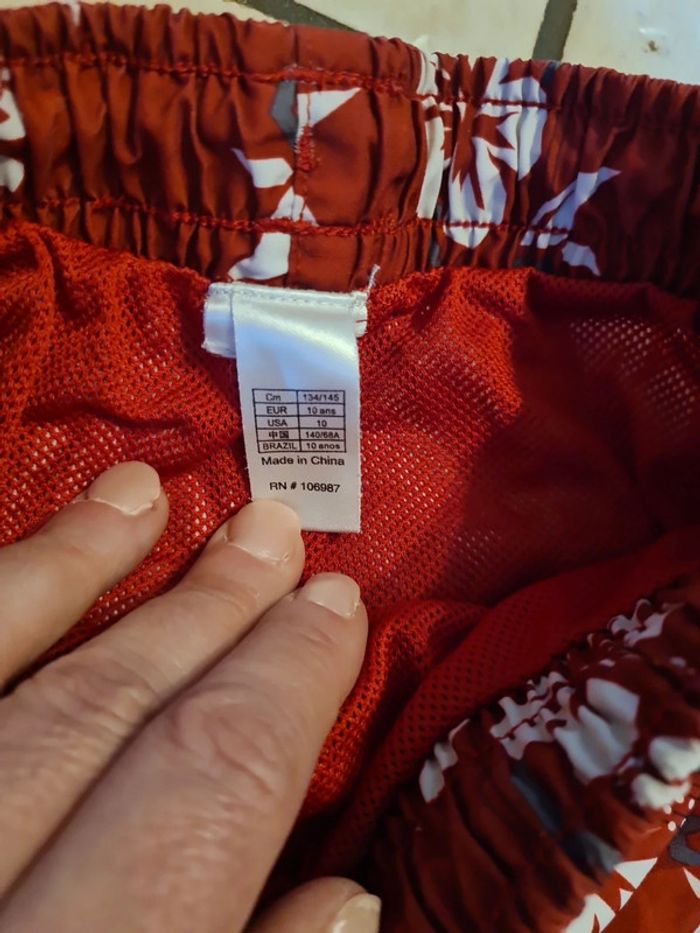 Cm 134/145
EUR 10 ans
USA 10
中国 140/68A
BRAZIL 10 anos
Made in China
RN # 106987